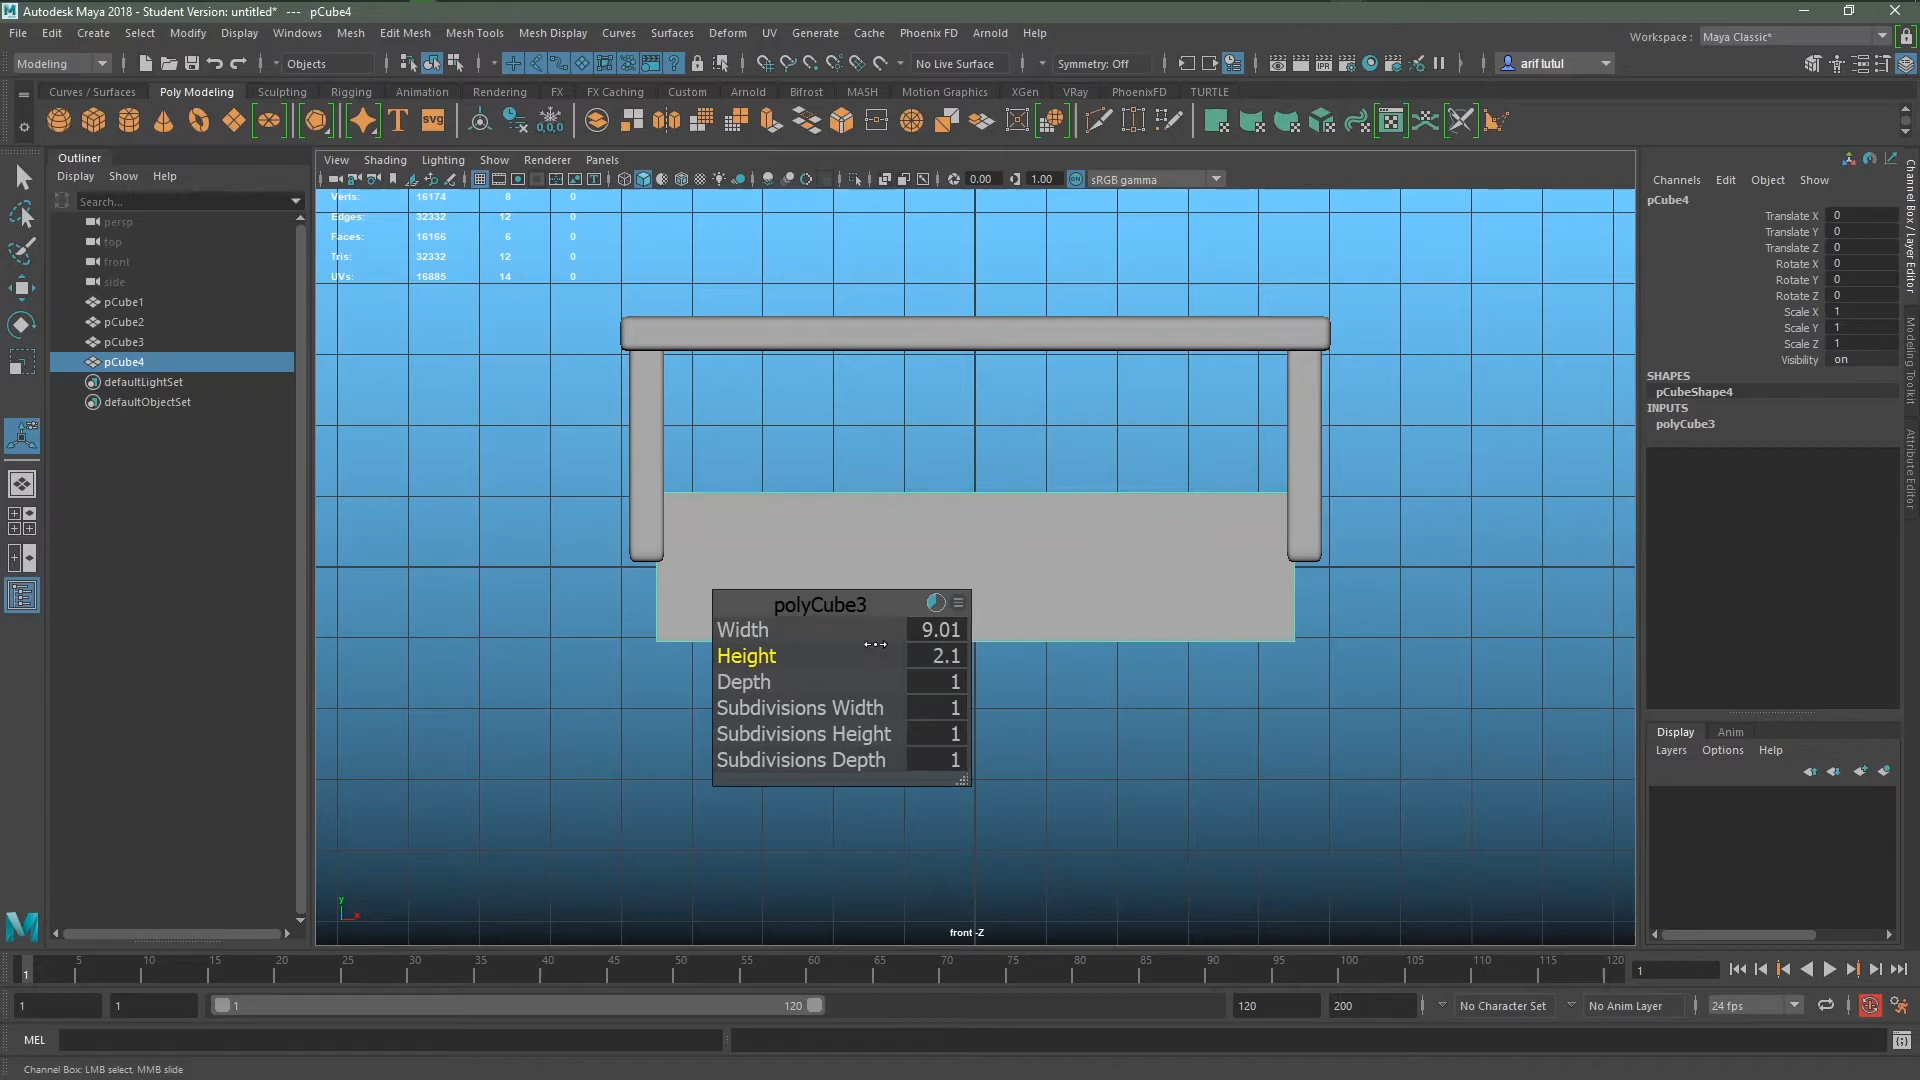 Autodesk Maya 2018 - Student Version: untitled* --- pCube4
File Edit Create Select Modify Display Windows Mesh Edit Mesh Mesh Tools Mesh Display Curves Surfaces Deform UV Generate Cache Phoenix FD Arnold Help
Workspace : Maya Classic*
Modeling Objects No Live Surface Symmetry: Off arif tutul
Curves / Surfaces Poly Modeling Sculpting Rigging Animation Rendering FX FX Caching Custom Arnold Bifrost MASH Motion Graphics XGen VRay PhoenixFD TURTLE
Outliner
Display Show Help
Search...
persp
top
front
side
pCube1
pCube2
pCube3
pCube4
defaultLightSet
defaultObjectSet
View Shading Lighting Show Renderer Panels
0.00 1.00 sRGB gamma
Verts: 16174 8 0
Edges: 32332 12 0
Faces: 16166 6 0
Tris: 32332 12 0
UVs: 16885 14 0
polyCube3
Width 9.01
Height 2.1
Depth 1
Subdivisions Width 1
Subdivisions Height 1
Subdivisions Depth 1
y
x
front -Z
Channels Edit Object Show
pCube4
Translate X 0
Translate Y 0
Translate Z 0
Rotate X 0
Rotate Y 0
Rotate Z 0
Scale X 1
Scale Y 1
Scale Z 1
Visibility on
SHAPES
pCubeShape4
INPUTS
polyCube3
Channel Box / Layer Editor
Modeling Toolkit
Attribute Editor
Display Anim
Layers Options Help
5 10 15 20 25 30 35 40 45 50 55 60 65 70 75 80 85 90 95 100 105 110 115 120
1 1
1 1 1 120 120 200 No Character Set No Anim Layer 24 fps
MEL
Channel Box: LMB select, MMB slide